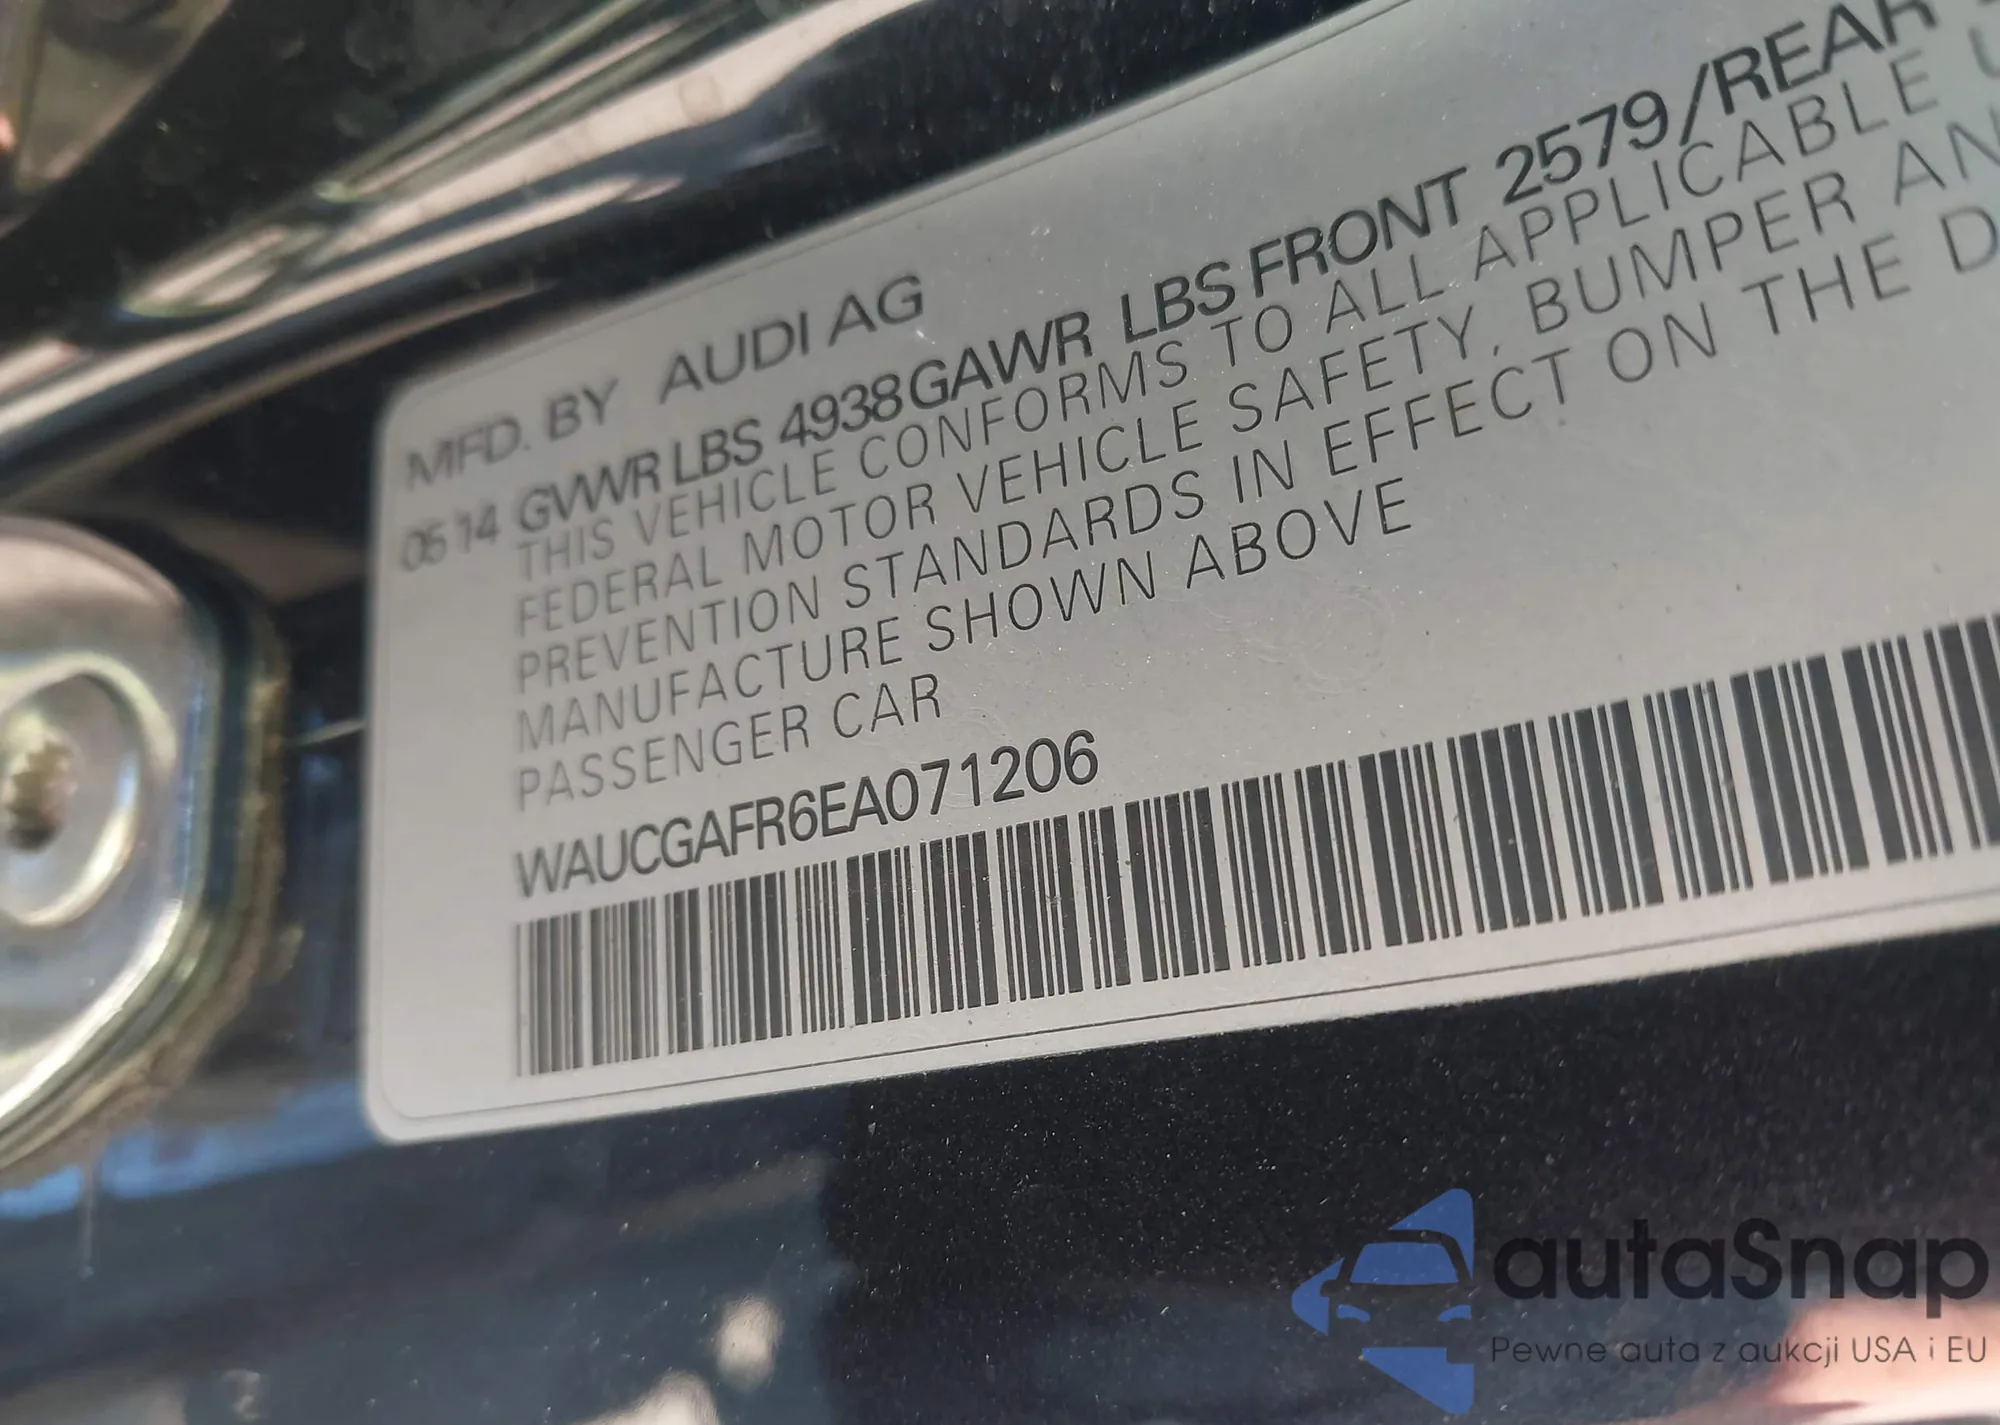 MFD. BY AUDI AG
05 14 GVWR LBS 4938 GAWR LBS FRONT 2579/REAR
THIS VEHICLE CONFORMS TO ALL APPLICABLE
FEDERAL MOTOR VEHICLE SAFETY, BUMPER AN
PREVENTION STANDARDS IN EFFECT ON THE D
MANUFACTURE SHOWN ABOVE
PASSENGER CAR
WAUCGAFR6EA071206
autaSnap
Pewne auta z aukcji USA i EU